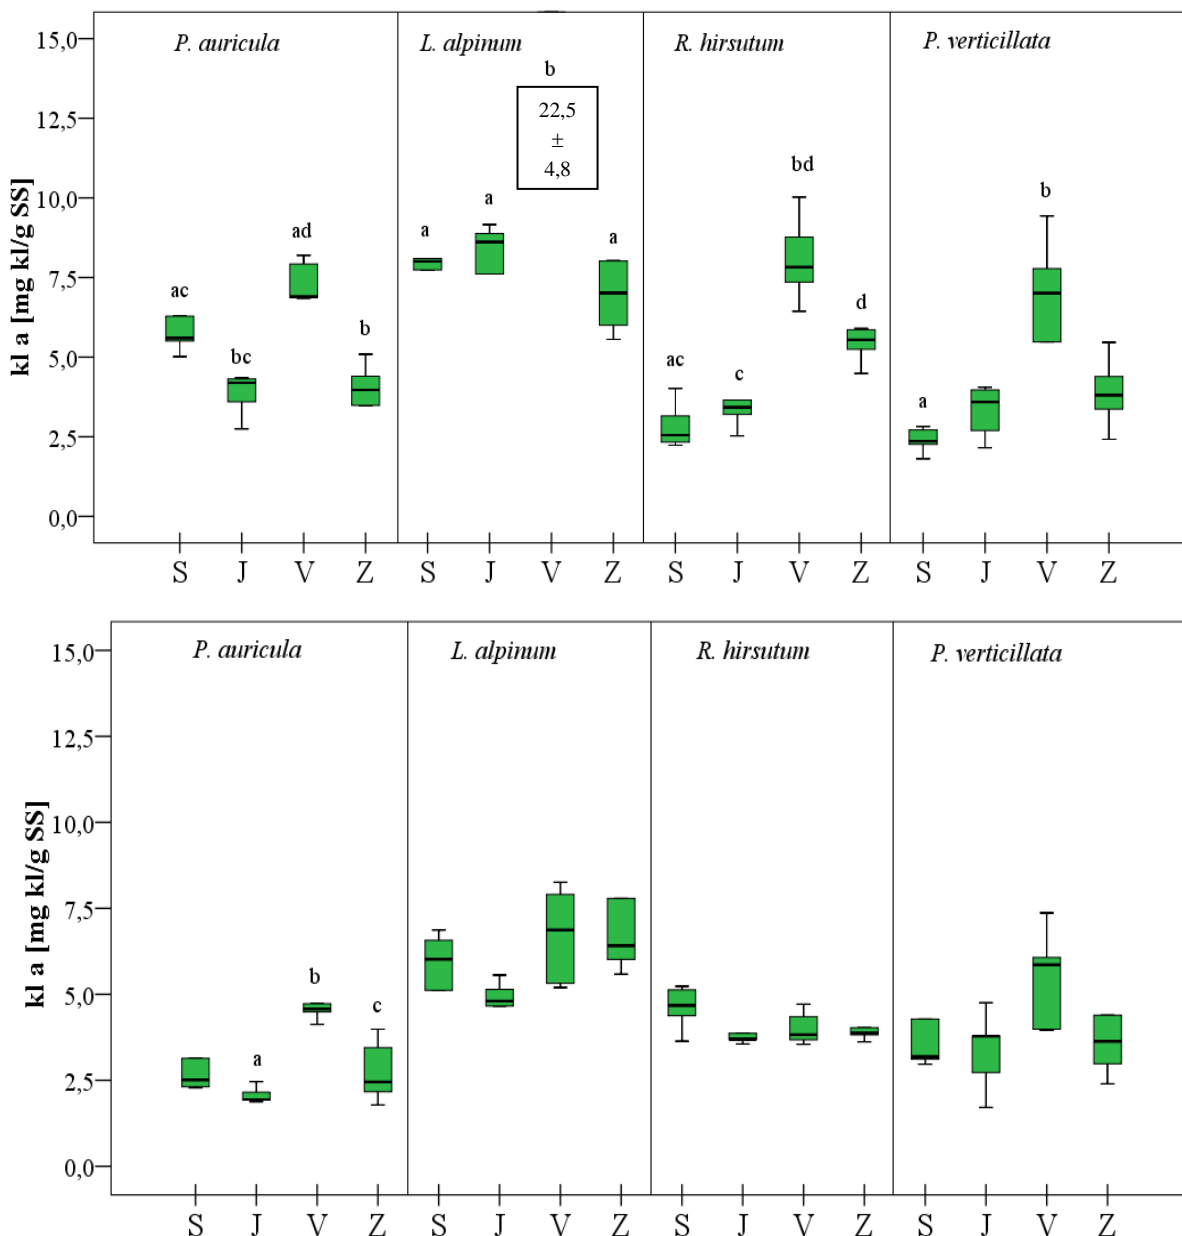 15,0
P. auricula
L. alpinum
R. hirsutum
P. verticillata
b
22,5
±
4,8
12,5
bd
b
10,0
a
ad
a
a
7,5
ac
b
d
5,0
bc
ac
c
a
2,5
0,0
kl a [mg kl/g SS]
S J V Z S J V Z S J V Z S J V Z
15,0
P. auricula
L. alpinum
R. hirsutum
P. verticillata
12,5
10,0
7,5
b
5,0
c
a
2,5
0,0
kl a [mg kl/g SS]
S J V Z S J V Z S J V Z S J V Z